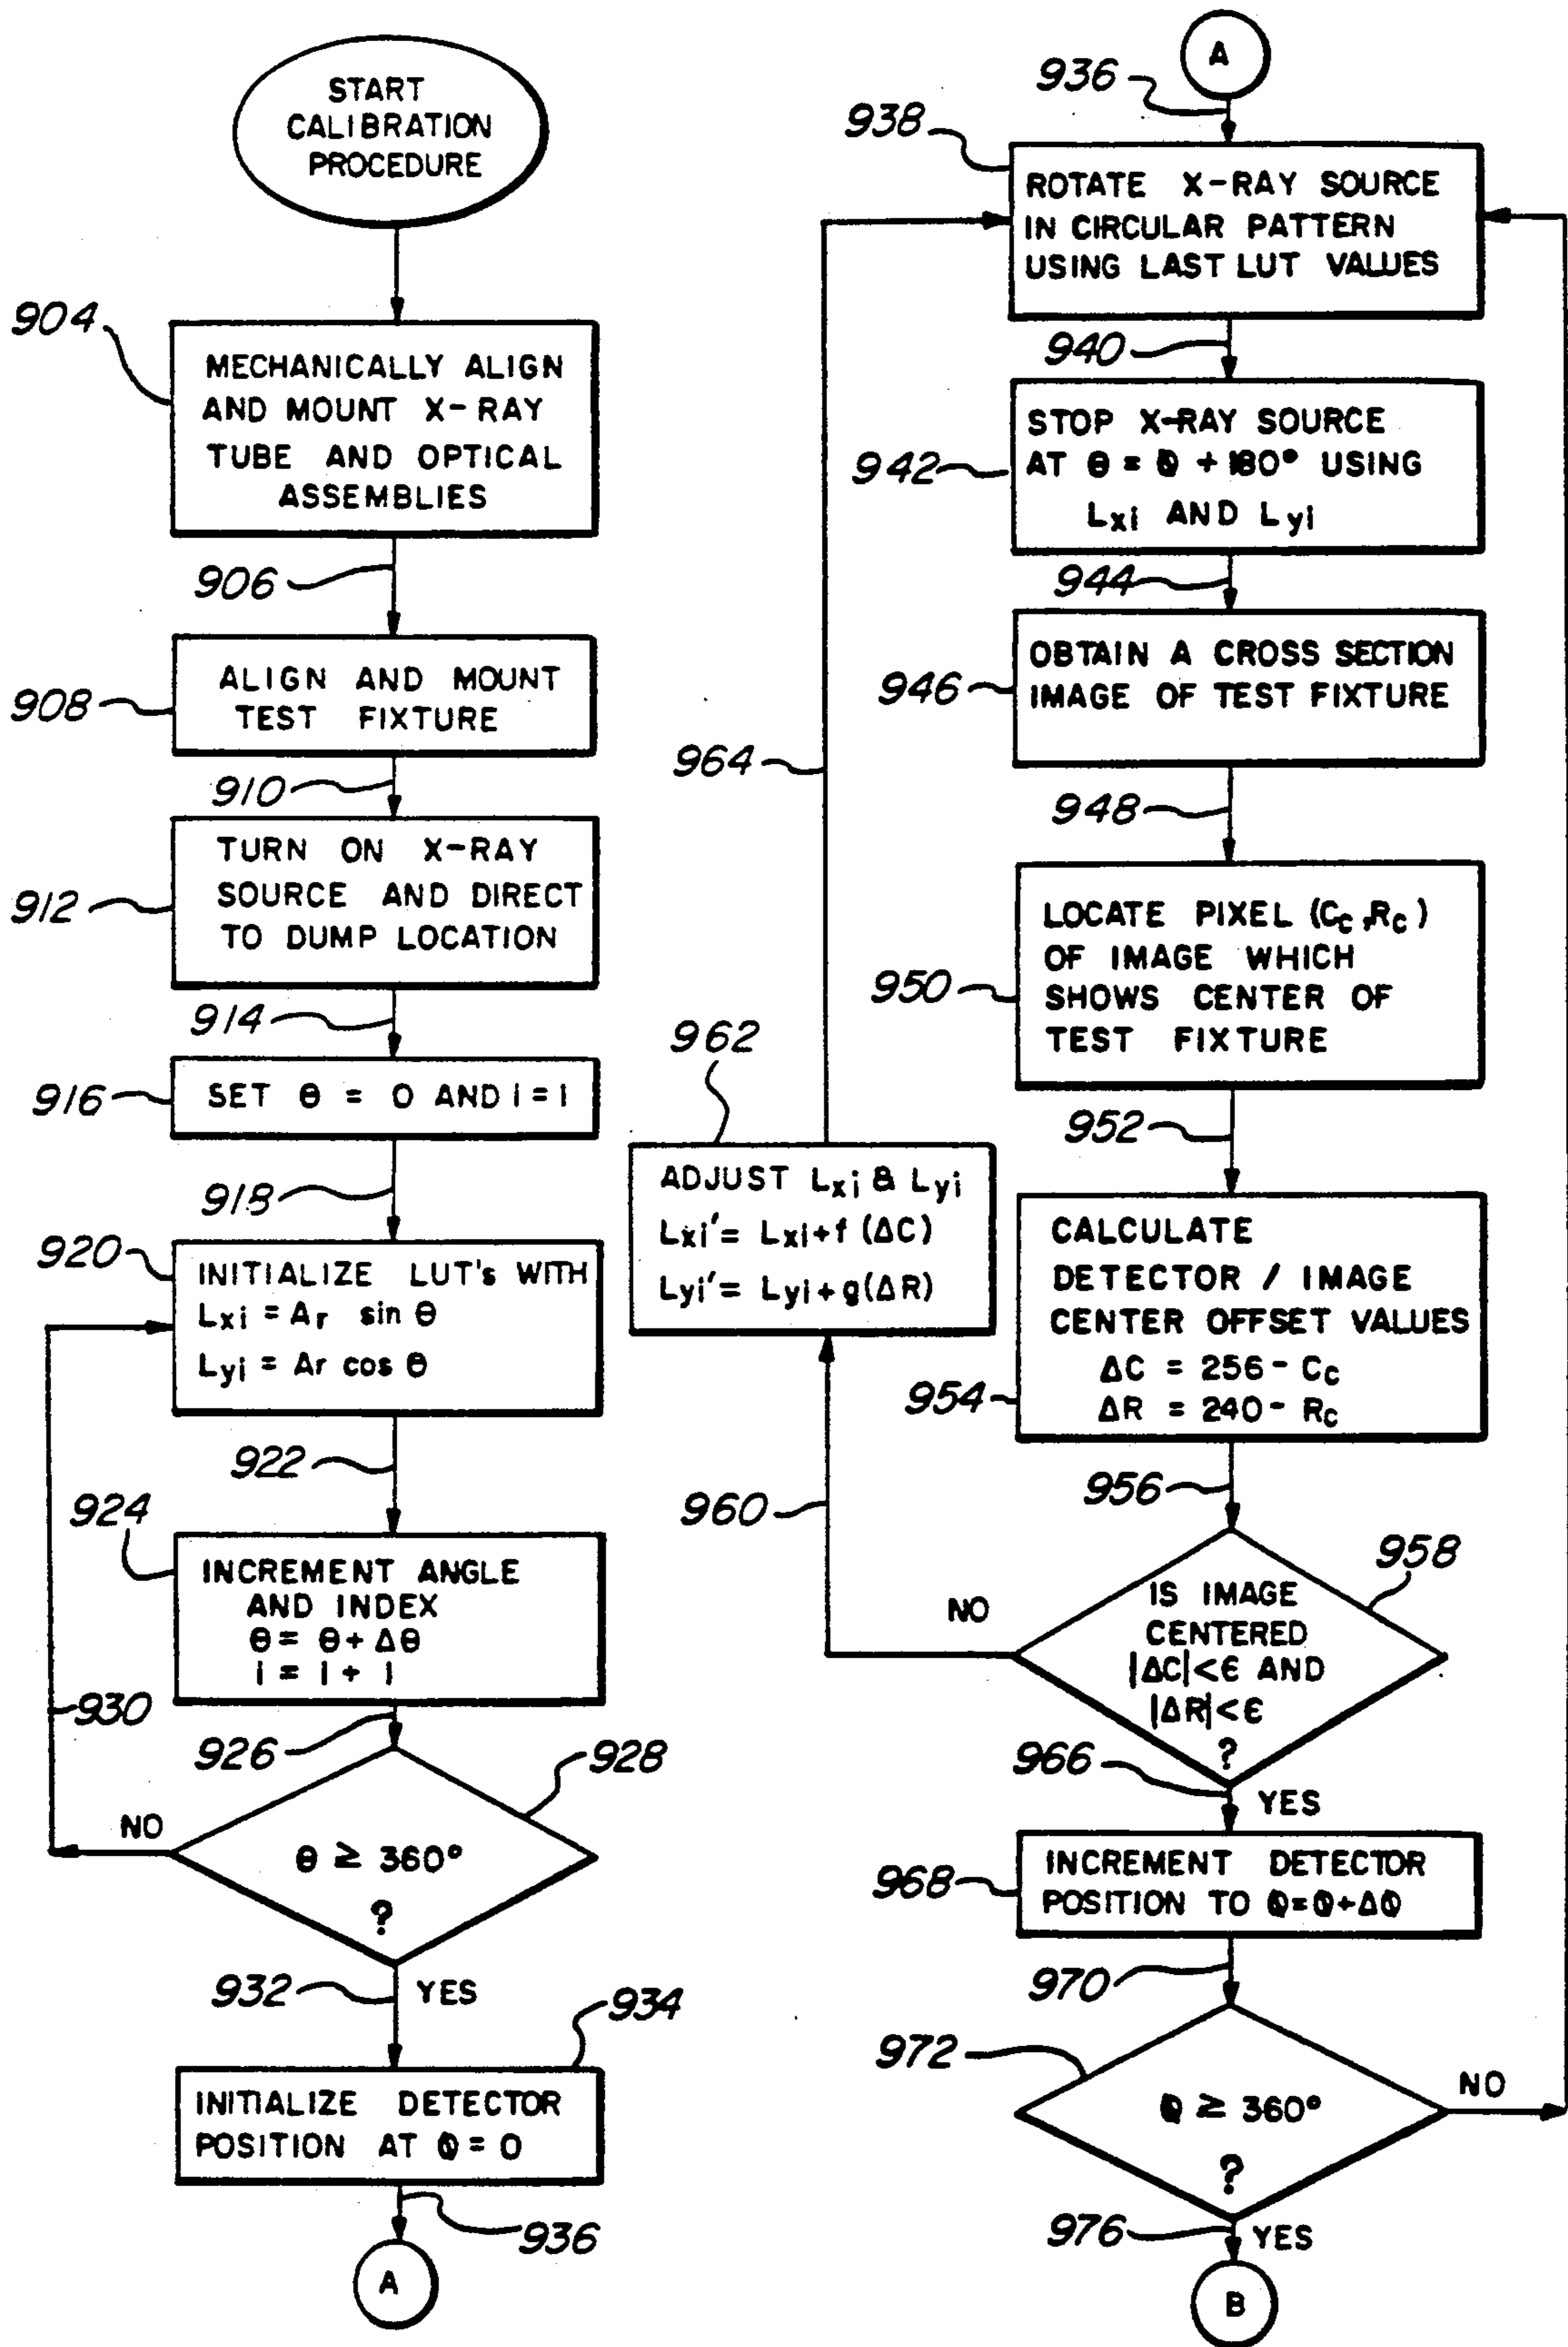 START
CALIBRATION
PROCEDURE
904
MECHANICALLY ALIGN
AND MOUNT X-RAY
TUBE AND OPTICAL
ASSEMBLIES
906
908
ALIGN AND MOUNT
TEST FIXTURE
910
912
TURN ON X-RAY
SOURCE AND DIRECT
TO DUMP LOCATION
914
916
SET θ = 0 AND i = 1
918
920
INITIALIZE LUT's WITH
Lxi = Ar sin θ
Lyi = Ar cos θ
922
924
INCREMENT ANGLE
AND INDEX
θ = θ + Δθ
i = i + 1
926
928
930
NO
θ ≥ 360°
?
932
YES
934
INITIALIZE DETECTOR
POSITION AT Φ = 0
936
A
A
936
938
ROTATE X-RAY SOURCE
IN CIRCULAR PATTERN
USING LAST LUT VALUES
940
942
STOP X-RAY SOURCE
AT θ = Φ + 180° USING
Lxi AND Lyi
944
946
OBTAIN A CROSS SECTION
IMAGE OF TEST FIXTURE
948
950
LOCATE PIXEL (Cc, Rc)
OF IMAGE WHICH
SHOWS CENTER OF
TEST FIXTURE
952
954
CALCULATE
DETECTOR / IMAGE
CENTER OFFSET VALUES
ΔC = 256 - Cc
ΔR = 240 - Rc
956
958
IS IMAGE
CENTERED
|ΔC| < ϵ AND
|ΔR| < ϵ
?
NO
960
962
ADJUST Lxi & Lyi
Lxi' = Lxi + f (ΔC)
Lyi' = Lyi + g(ΔR)
964
966
YES
968
INCREMENT DETECTOR
POSITION TO Φ = Φ + ΔΦ
970
972
Φ ≥ 360°
?
NO
976
YES
B